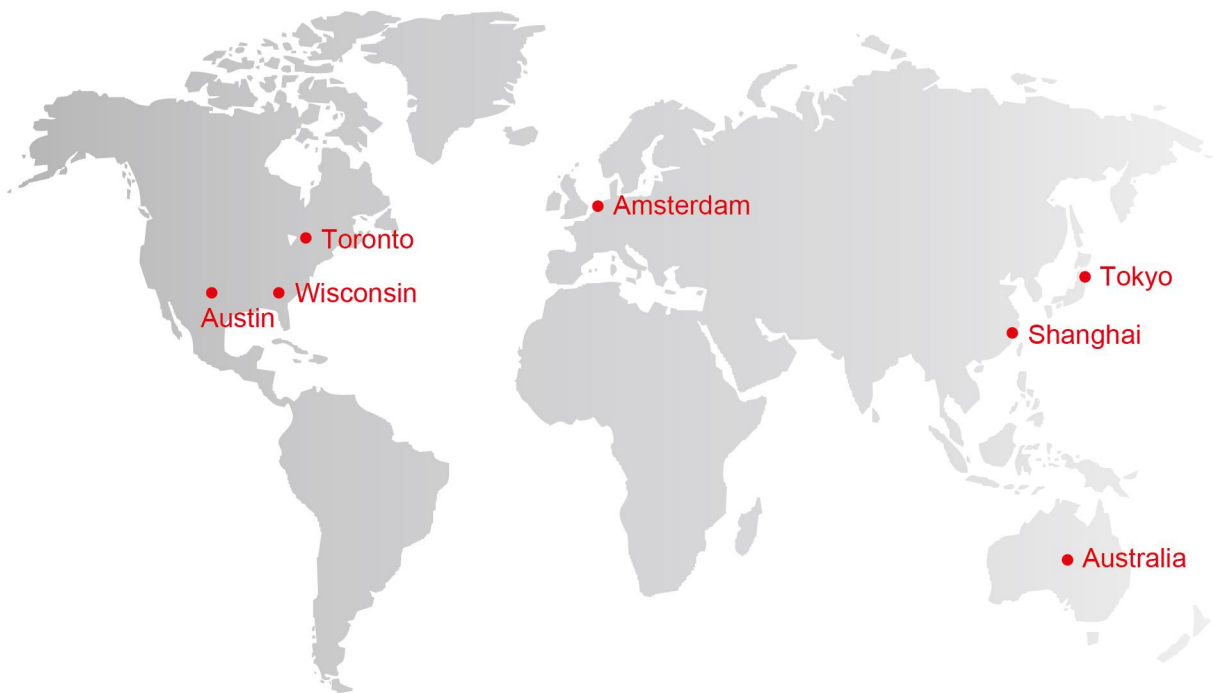 Amsterdam
Toronto
Tokyo
Wisconsin
Austin
Shanghai
Australia